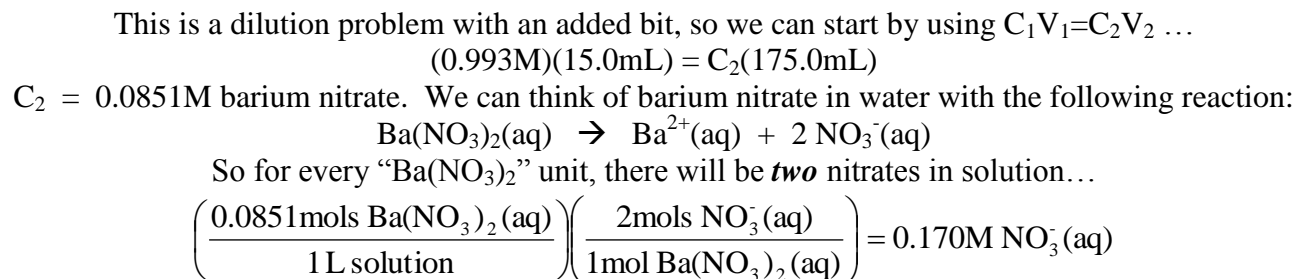 This is a dilution problem with an added bit, so we can start by using C₁V₁=C₂V₂ …
(0.993M)(15.0mL) = C₂(175.0mL)
C₂ = 0.0851M barium nitrate. We can think of barium nitrate in water with the following reaction:
Ba(NO₃)₂(aq) → Ba²⁺(aq) + 2 NO₃⁻(aq)
So for every “Ba(NO₃)₂” unit, there will be two nitrates in solution…
(0.0851mols Ba(NO₃)₂(aq) / 1L solution)(2mols NO₃⁻(aq) / 1mol Ba(NO₃)₂(aq)) = 0.170M NO₃⁻(aq)